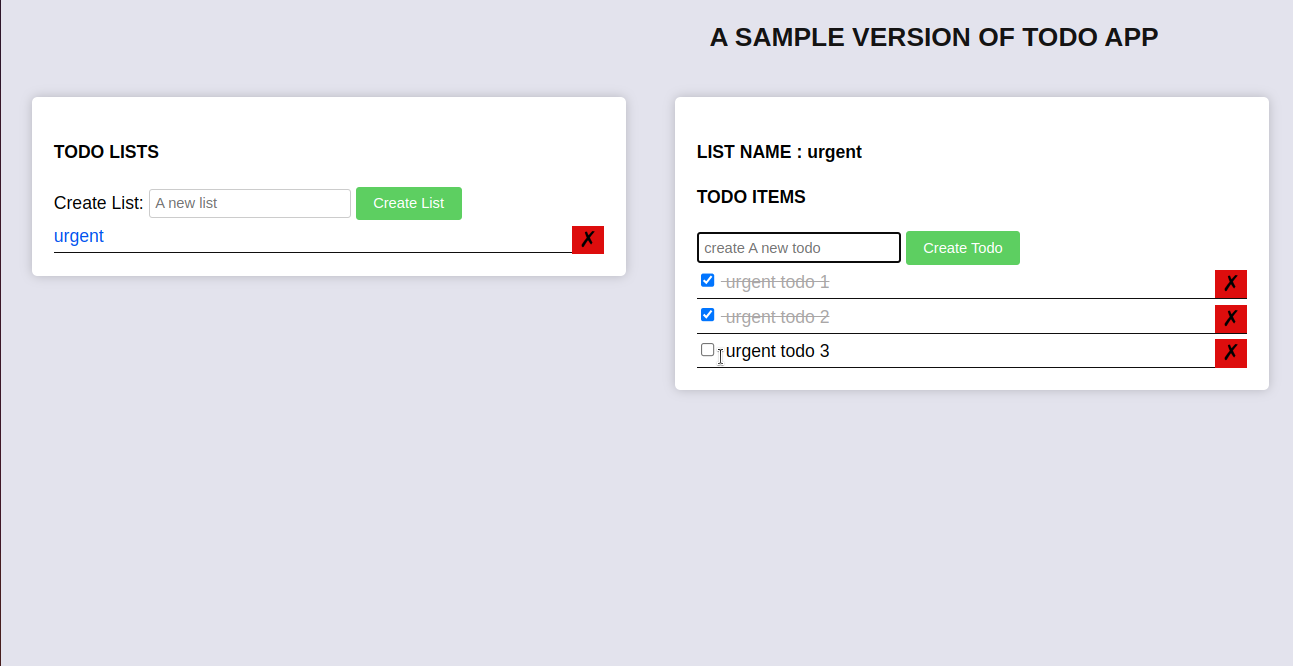 A SAMPLE VERSION OF TODO APP
TODO LISTS
Create List: A new list Create List
urgent ✗
LIST NAME : urgent
TODO ITEMS
create A new todo Create Todo
urgent todo 1 ✗
urgent todo 2 ✗
urgent todo 3 ✗